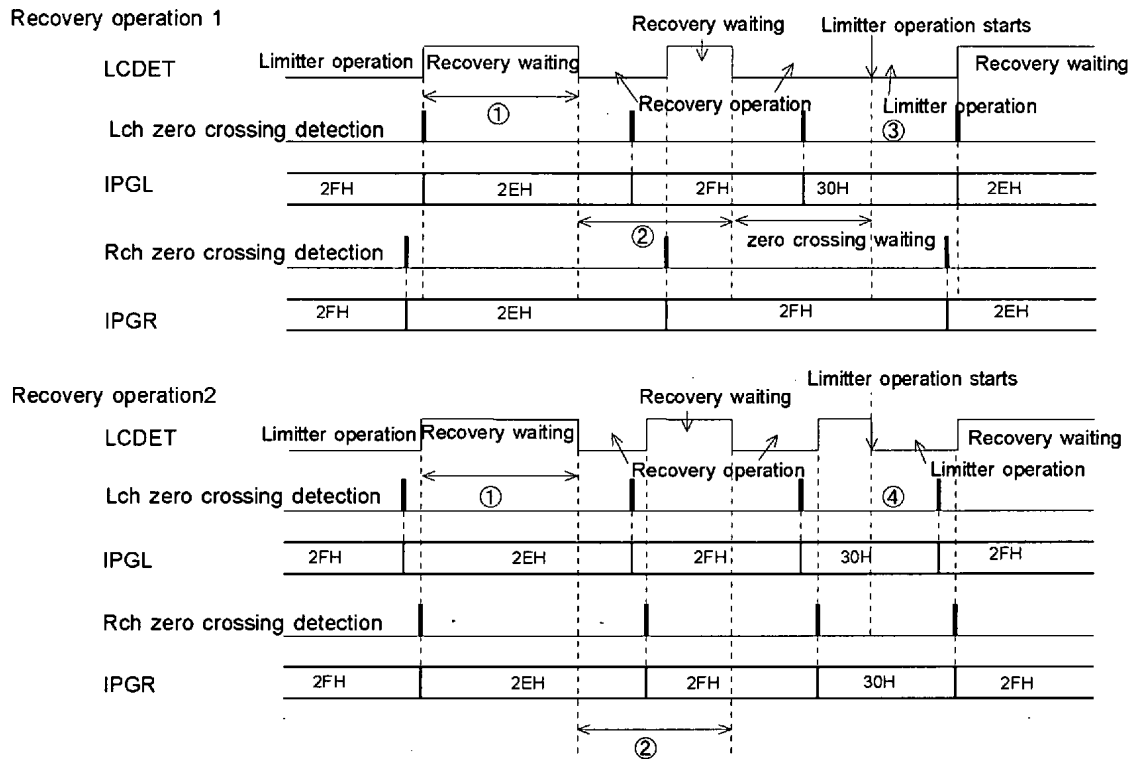 Recovery operation 1
Recovery waiting
Limitter operation starts
LCDET
Limitter operation
Recovery waiting
Recovery waiting
Recovery operation
Limitter operation
①
③
Lch zero crossing detection
IPGL
2FH
2EH
2FH
30H
2EH
②
zero crossing waiting
Rch zero crossing detection
IPGR
2FH
2EH
2FH
2EH
Recovery operation2
Limitter operation starts
Recovery waiting
LCDET
Limitter operation
Recovery waiting
Recovery waiting
Recovery operation
Limitter operation
①
④
Lch zero crossing detection
IPGL
2FH
2EH
2FH
30H
2FH
Rch zero crossing detection
IPGR
2FH
2EH
2FH
30H
2FH
②